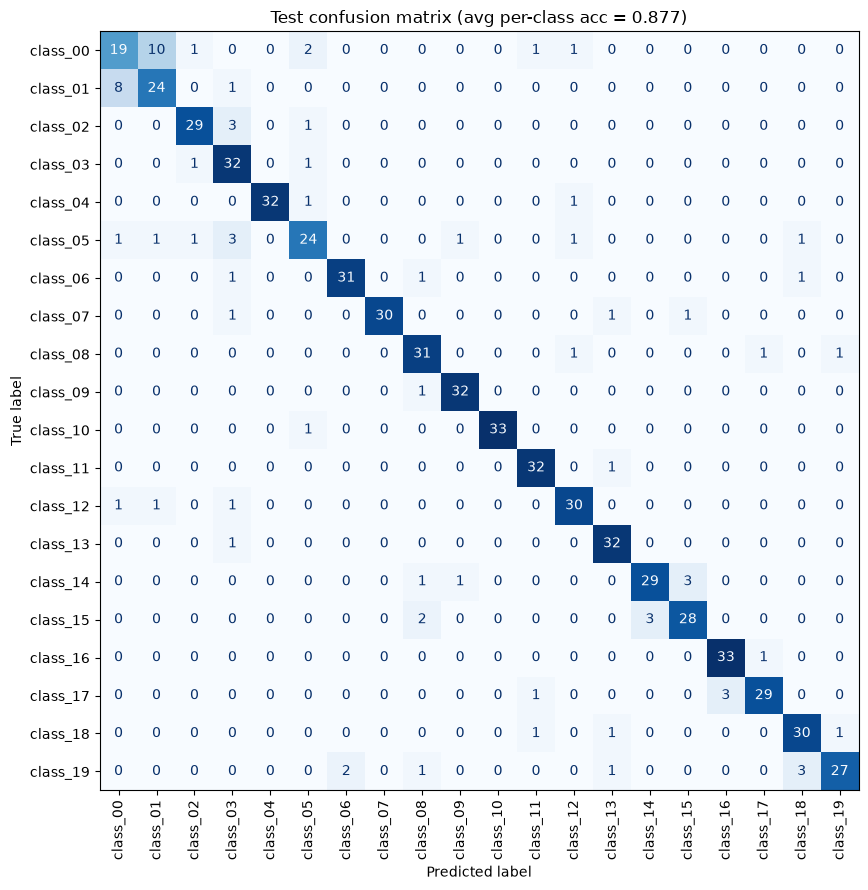 Test confusion matrix (avg per-class acc = 0.877)
True label
class_00 19 10 1 0 0 2 0 0 0 0 0 1 1 0 0 0 0 0 0 0
class_01 8 24 0 1 0 0 0 0 0 0 0 0 0 0 0 0 0 0 0 0
class_02 0 0 29 3 0 1 0 0 0 0 0 0 0 0 0 0 0 0 0 0
class_03 0 0 1 32 0 1 0 0 0 0 0 0 0 0 0 0 0 0 0 0
class_04 0 0 0 0 32 1 0 0 0 0 0 0 1 0 0 0 0 0 0 0
class_05 1 1 1 3 0 24 0 0 0 1 0 0 1 0 0 0 0 0 1 0
class_06 0 0 0 1 0 0 31 0 1 0 0 0 0 0 0 0 0 0 1 0
class_07 0 0 0 1 0 0 0 30 0 0 0 0 0 1 0 1 0 0 0 0
class_08 0 0 0 0 0 0 0 0 31 0 0 0 1 0 0 0 0 1 0 1
class_09 0 0 0 0 0 0 0 0 1 32 0 0 0 0 0 0 0 0 0 0
class_10 0 0 0 0 0 1 0 0 0 0 33 0 0 0 0 0 0 0 0 0
class_11 0 0 0 0 0 0 0 0 0 0 0 32 0 1 0 0 0 0 0 0
class_12 1 1 0 1 0 0 0 0 0 0 0 0 30 0 0 0 0 0 0 0
class_13 0 0 0 1 0 0 0 0 0 0 0 0 0 32 0 0 0 0 0 0
class_14 0 0 0 0 0 0 0 0 1 1 0 0 0 0 29 3 0 0 0 0
class_15 0 0 0 0 0 0 0 0 2 0 0 0 0 0 3 28 0 0 0 0
class_16 0 0 0 0 0 0 0 0 0 0 0 0 0 0 0 0 33 1 0 0
class_17 0 0 0 0 0 0 0 0 0 0 0 1 0 0 0 0 3 29 0 0
class_18 0 0 0 0 0 0 0 0 0 0 0 1 0 1 0 0 0 0 30 1
class_19 0 0 0 0 0 0 2 0 1 0 0 0 0 1 0 0 0 0 3 27
class_00 class_01 class_02 class_03 class_04 class_05 class_06 class_07 class_08 class_09 class_10 class_11 class_12 class_13 class_14 class_15 class_16 class_17 class_18 class_19
Predicted label